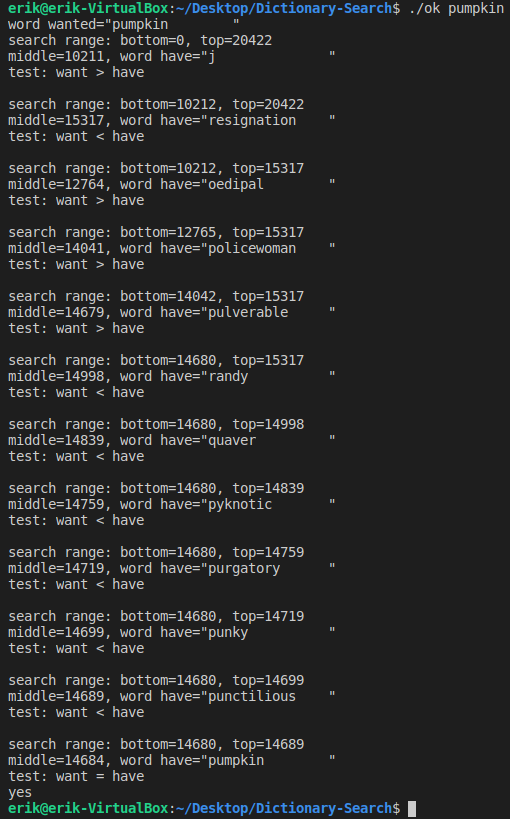 erik@erik-VirtualBox:~/Desktop/Dictionary-Search$ ./ok pumpkin
word wanted="pumpkin        "
search range: bottom=0, top=20422
middle=10211, word have="j              "
test: want > have

search range: bottom=10212, top=20422
middle=15317, word have="resignation    "
test: want < have

search range: bottom=10212, top=15317
middle=12764, word have="oedipal        "
test: want > have

search range: bottom=12765, top=15317
middle=14041, word have="policewoman    "
test: want > have

search range: bottom=14042, top=15317
middle=14679, word have="pulverable     "
test: want > have

search range: bottom=14680, top=15317
middle=14998, word have="randy          "
test: want < have

search range: bottom=14680, top=14998
middle=14839, word have="quaver         "
test: want < have

search range: bottom=14680, top=14839
middle=14759, word have="pyknotic       "
test: want < have

search range: bottom=14680, top=14759
middle=14719, word have="purgatory      "
test: want < have

search range: bottom=14680, top=14719
middle=14699, word have="punky          "
test: want < have

search range: bottom=14680, top=14699
middle=14689, word have="punctilious    "
test: want < have

search range: bottom=14680, top=14689
middle=14684, word have="pumpkin        "
test: want = have
yes
erik@erik-VirtualBox:~/Desktop/Dictionary-Search$